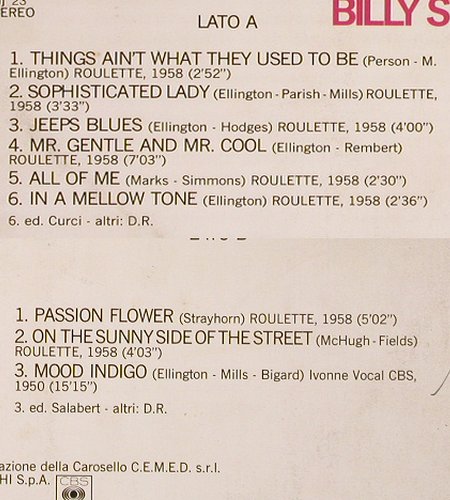 EREO
LATO A
BILLY S
1. THINGS AIN'T WHAT THEY USED TO BE (Person - M.
Ellington) ROULETTE, 1958 (2'52")
2. SOPHISTICATED LADY (Ellington - Parish - Mills) ROULETTE,
1958 (3'33")
3. JEEPS BLUES (Ellington - Hodges) ROULETTE, 1958 (4'00")
4. MR. GENTLE AND MR. COOL (Ellington - Rembert)
ROULETTE, 1958 (7'03")
5. ALL OF ME (Marks - Simmons) ROULETTE, 1958 (2'30")
6. IN A MELLOW TONE (Ellington) ROULETTE, 1958 (2'36")
6. ed. Curci - altri: D.R.
1. PASSION FLOWER (Strayhorn) ROULETTE, 1958 (5'02")
2. ON THE SUNNY SIDE OF THE STREET (McHugh - Fields)
ROULETTE, 1958 (4'03")
3. MOOD INDIGO (Ellington - Mills - Bigard) Ivonne Vocal CBS,
1950 (15'15")
3. ed. Salabert - altri: D.R.
azione della Carosello C.E.M.E.D. s.r.l.
HI S.p.A.
CBS